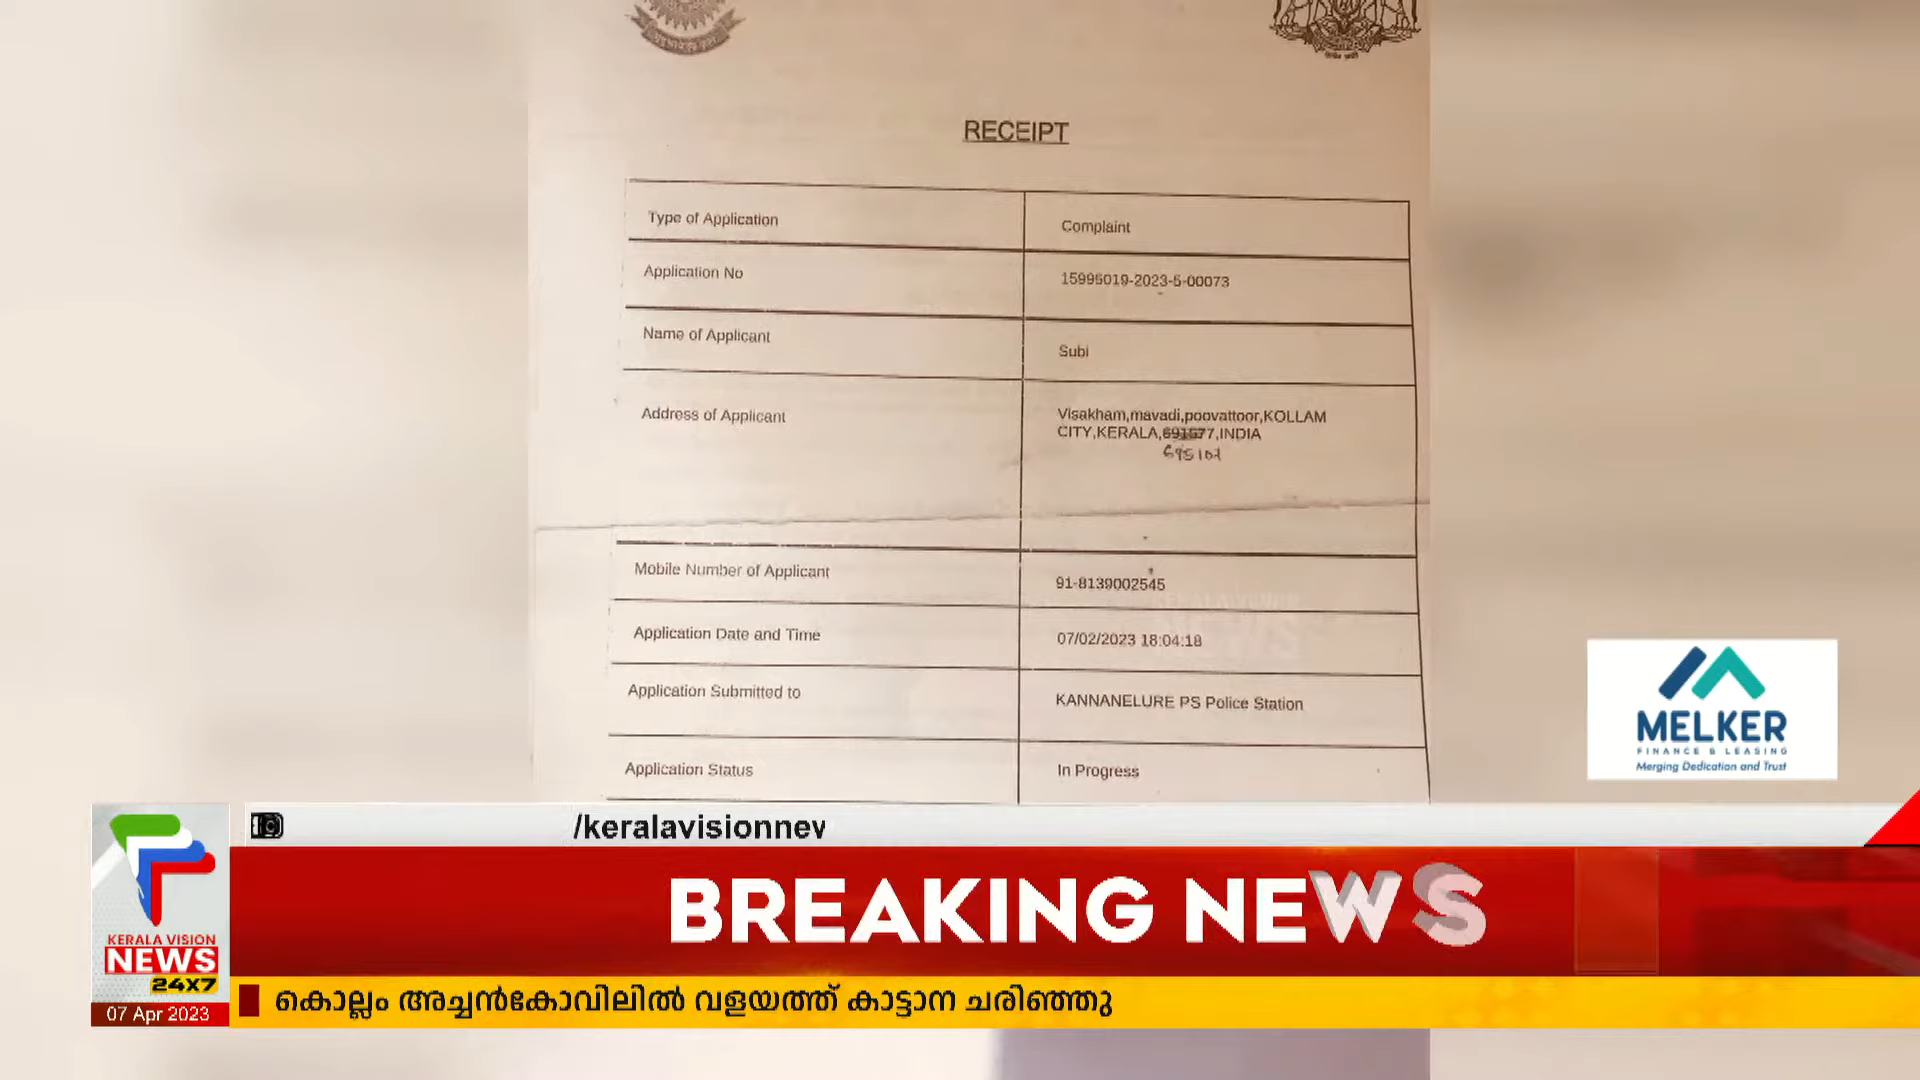 RECEIPT
Type of Application
Complaint
Application No
15995019-2023-5-00073
Name of Applicant
Subi
Address of Applicant
Visakham,mavadi,poovattoor,KOLLAM
CITY,KERALA,691577,INDIA
Mobile Number of Applicant
91-8139002545
Application Date and Time
07/02/2023 18:04:18
Application Submitted to
KANNANELURE PS Police Station
Application Status
In Progress
MELKER
FINANCE & LEASING
Merging Dedication and Trust
/keralavisionnev
BREAKING NEWS
KERALA VISION
NEWS
24X7
07 Apr 2023
കൊല്ലം അച്ചൻകോവിലിൽ വളയത്ത് കാട്ടാന ചരിഞ്ഞു